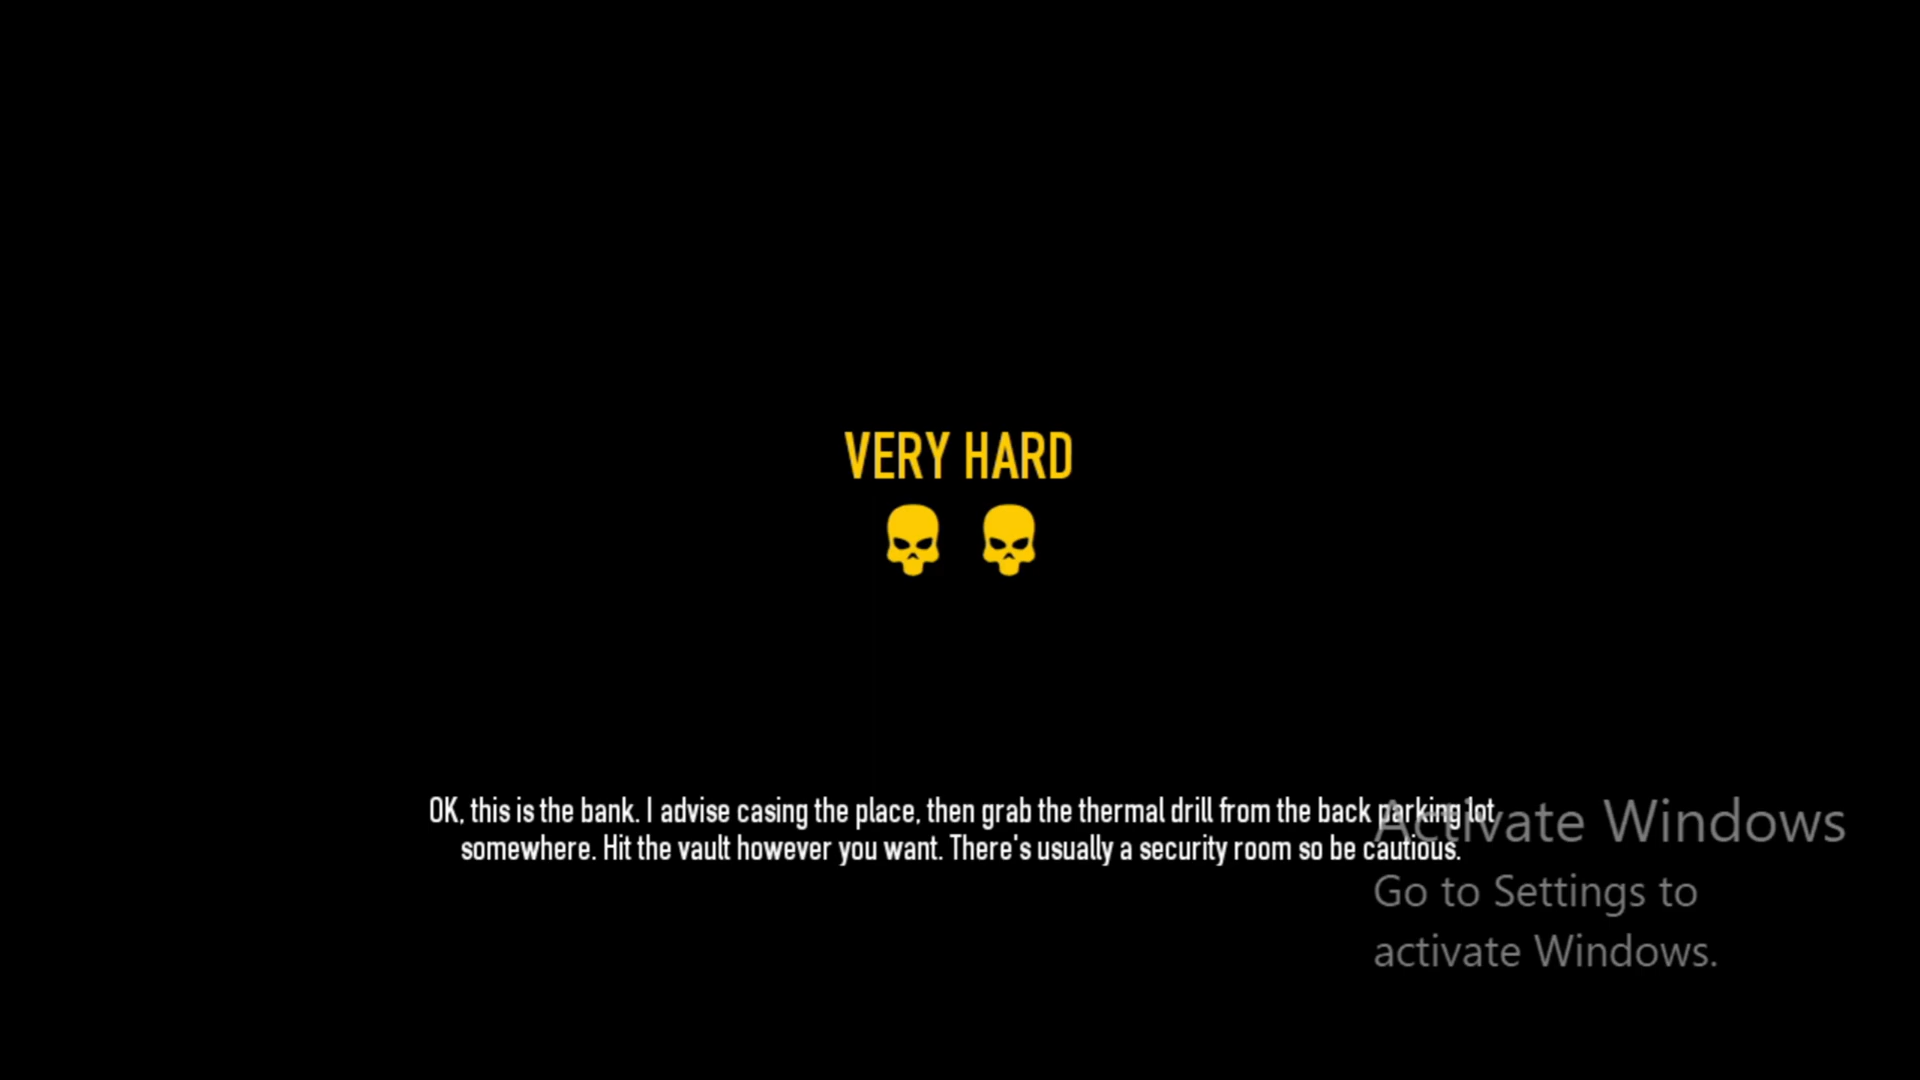 VERY HARD
OK, this is the bank. I advise casing the place, then grab the thermal drill from the back parking lot
somewhere. Hit the vault however you want. There's usually a security room so be cautious.
Activate Windows
Go to Settings to
activate Windows.